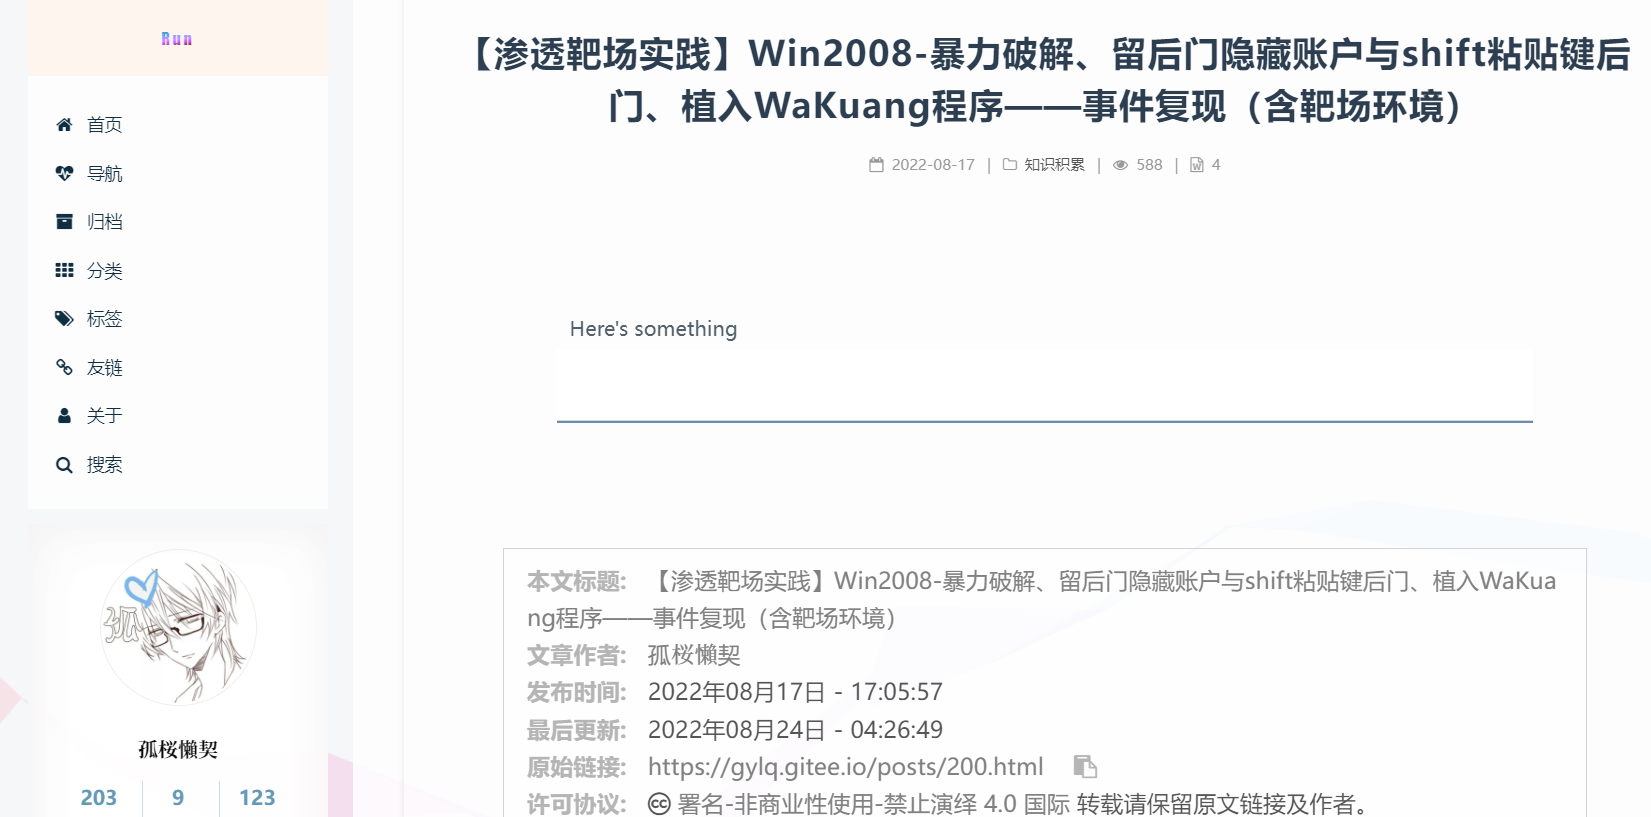 Run
首页
导航
归档
分类
标签
友链
关于
搜索
孤
孤桜懶契
203
9
123
【渗透靶场实践】Win2008-暴力破解、留后门隐藏账户与shift粘贴键后
门、植入WaKuang程序——事件复现（含靶场环境）
2022-08-17 | 知识积累 | 588 | 4
Here's something
本文标题: 【渗透靶场实践】Win2008-暴力破解、留后门隐藏账户与shift粘贴键后门、植入WaKua
ng程序——事件复现（含靶场环境）
文章作者: 孤桜懶契
发布时间: 2022年08月17日 - 17:05:57
最后更新: 2022年08月24日 - 04:26:49
原始链接: https://gylq.gitee.io/posts/200.html
许可协议: 署名-非商业性使用-禁止演绎 4.0 国际 转载请保留原文链接及作者。